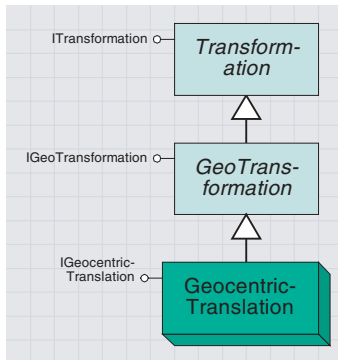 ITransformation
Transform-
ation
IGeoTransformation
GeoTrans-
formation
IGeocentric-
Translation
Geocentric-
Translation